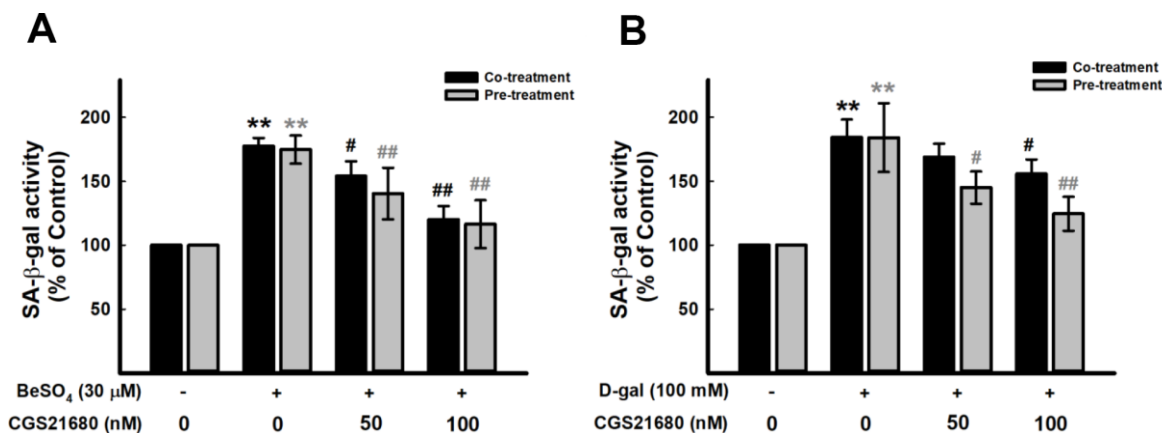 A
Co-treatment
Pre-treatment
SA-β-gal activity
(% of Control)
200
150
100
50
** ** # ## ## ##
BeSO₄ (30 μM) - + + +
CGS21680 (nM) 0 0 50 100
B
Co-treatment
Pre-treatment
SA-β-gal activity
(% of Control)
200
150
100
50
** ** # # ##
D-gal (100 mM) - + + +
CGS21680 (nM) 0 0 50 100